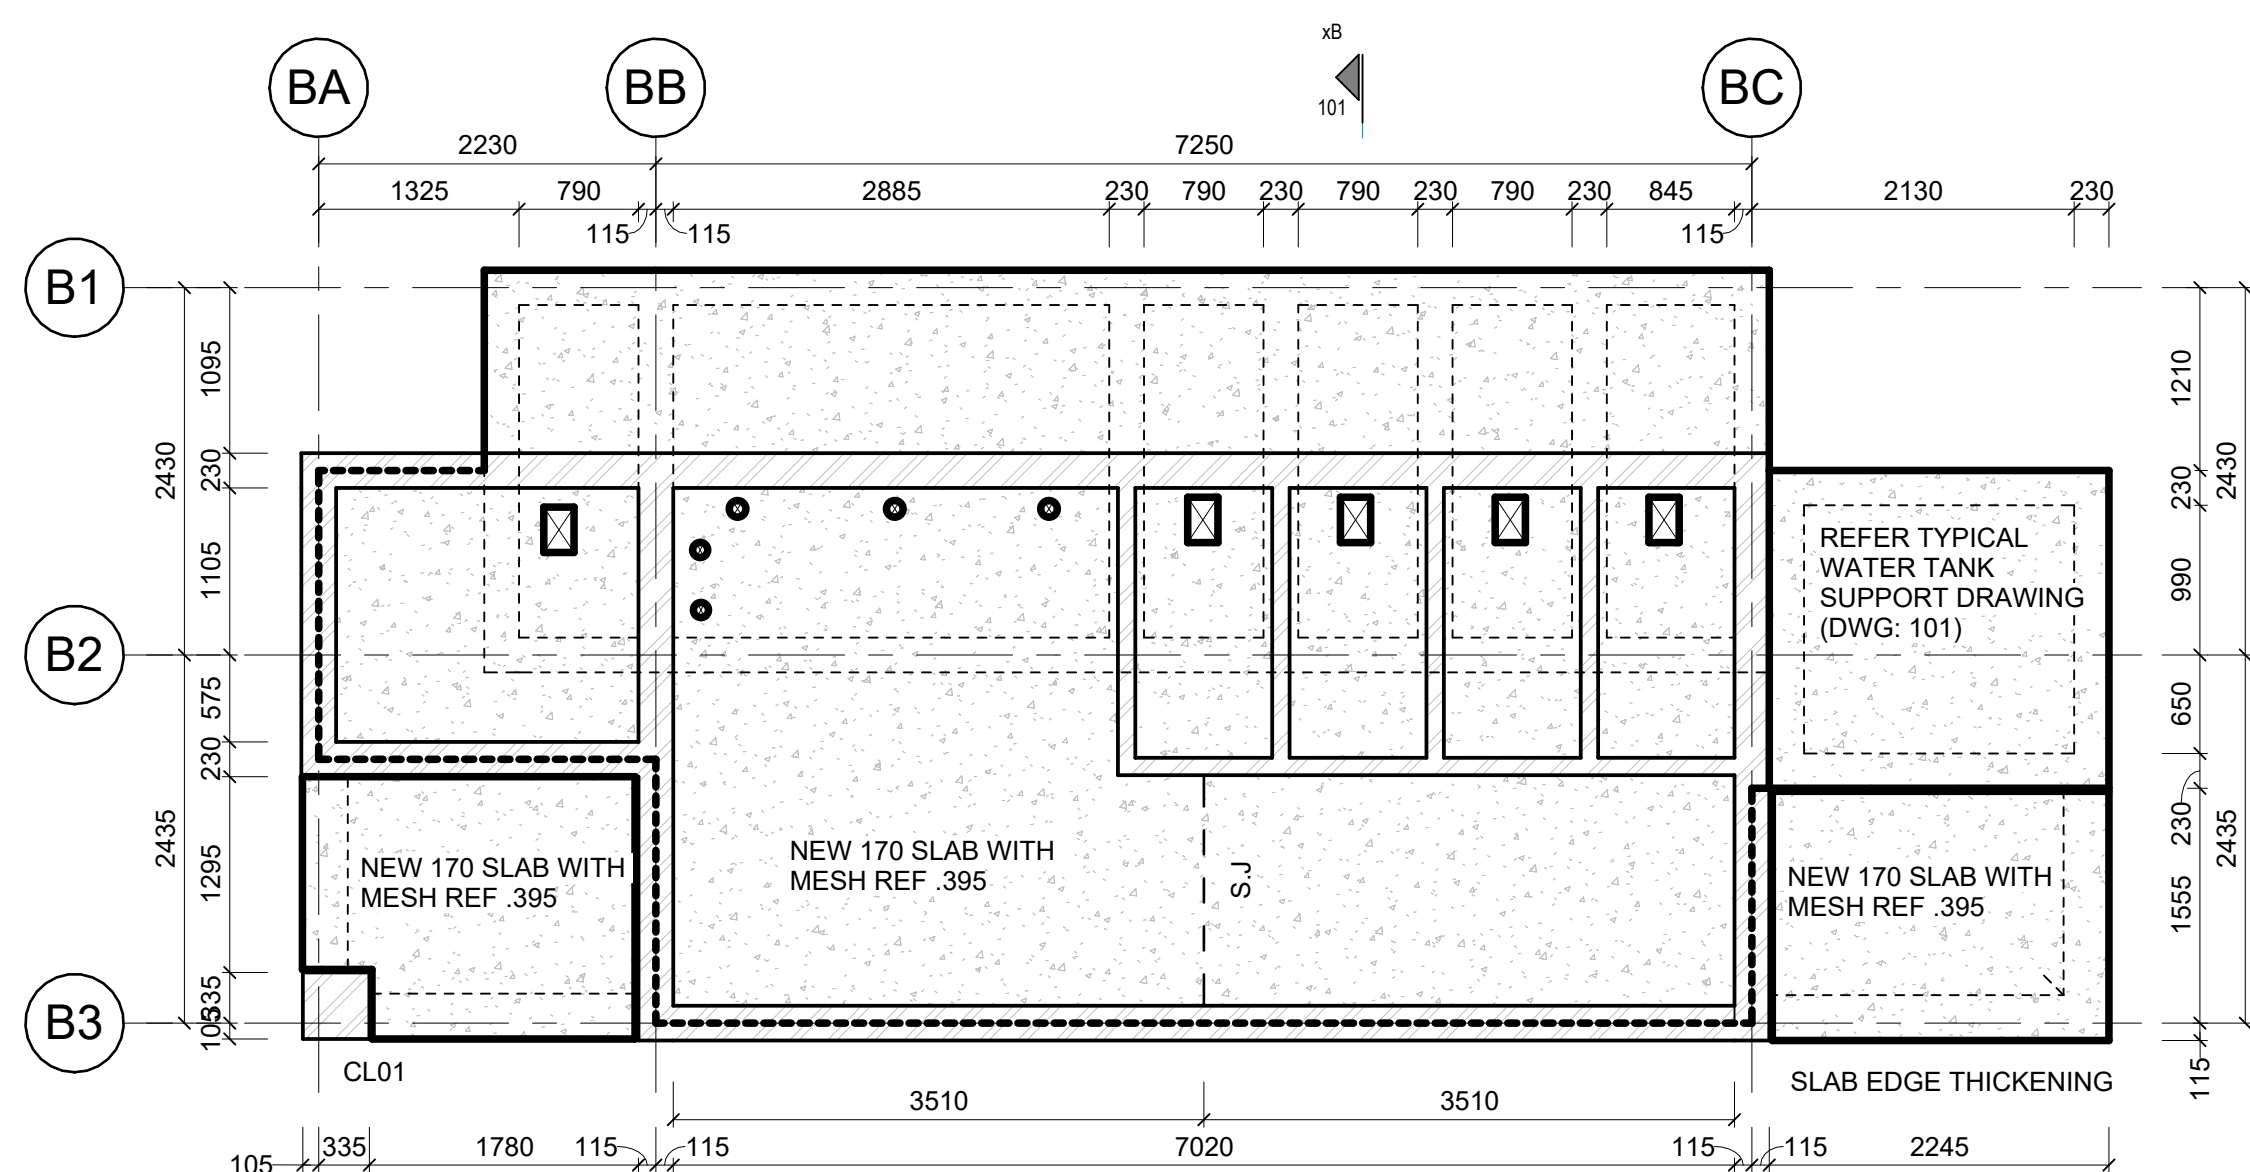 xB
101
BA
BB
BC
2230
7250
1325
790
2885
230
790
230
790
230
790
230
845
2130
230
115
115
115
B1
B2
B3
1095
230
1105
575
230
1295
335
105
2430
2435
1210
230
990
650
230
1555
115
2430
2435
REFER TYPICAL
WATER TANK
SUPPORT DRAWING
(DWG: 101)
NEW 170 SLAB WITH
MESH REF .395
NEW 170 SLAB WITH
MESH REF .395
S.J
NEW 170 SLAB WITH
MESH REF .395
CL01
SLAB EDGE THICKENING
3510
3510
105
335
1780
115
115
7020
115
115
2245